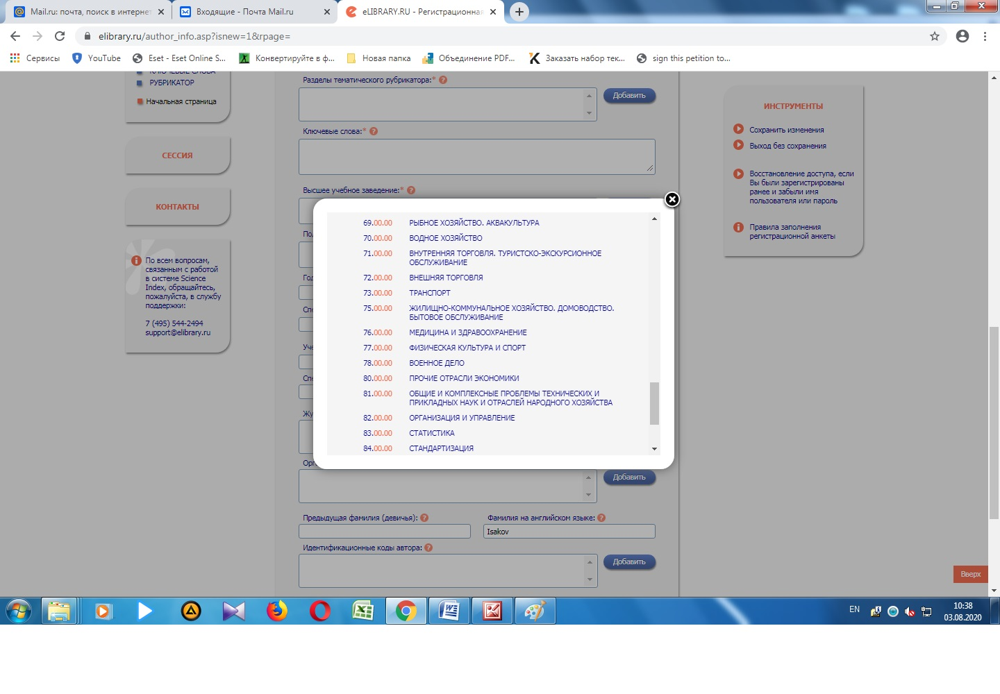 Mail.ru: почта, поиск в интернет
Входящие - Почта Mail.ru
eLIBRARY.RU - Регистрационная
elibrary.ru/author_info.asp?isnew=1&rpage=
Сервисы
YouTube
Eset - Eset Online S...
Конвертируйте в ф...
Новая папка
Объединение PDF...
Заказать набор тек...
sign this petition to...
КЛЮЧЕВЫЕ СЛОВА
РУБРИКАТОР
Начальная страница
СЕССИЯ
КОНТАКТЫ
По всем вопросам,
связанным с работой
в системе Science
Index, обращайтесь,
пожалуйста, в службу
поддержки:
7 (495) 544-2494
support@elibrary.ru
Разделы тематического рубрикатора:* ?
Добавить
Ключевые слова:* ?
Высшее учебное заведение:* ?
69.00.00 РЫБНОЕ ХОЗЯЙСТВО. АКВАКУЛЬТУРА
70.00.00 ВОДНОЕ ХОЗЯЙСТВО
71.00.00 ВНУТРЕННЯЯ ТОРГОВЛЯ. ТУРИСТСКО-ЭКСКУРСИОННОЕ
ОБСЛУЖИВАНИЕ
72.00.00 ВНЕШНЯЯ ТОРГОВЛЯ
73.00.00 ТРАНСПОРТ
75.00.00 ЖИЛИЩНО-КОММУНАЛЬНОЕ ХОЗЯЙСТВО. ДОМОВОДСТВО.
БЫТОВОЕ ОБСЛУЖИВАНИЕ
76.00.00 МЕДИЦИНА И ЗДРАВООХРАНЕНИЕ
77.00.00 ФИЗИЧЕСКАЯ КУЛЬТУРА И СПОРТ
78.00.00 ВОЕННОЕ ДЕЛО
80.00.00 ПРОЧИЕ ОТРАСЛИ ЭКОНОМИКИ
81.00.00 ОБЩИЕ И КОМПЛЕКСНЫЕ ПРОБЛЕМЫ ТЕХНИЧЕСКИХ И
ПРИКЛАДНЫХ НАУК И ОТРАСЛЕЙ НАРОДНОГО ХОЗЯЙСТВА
82.00.00 ОРГАНИЗАЦИЯ И УПРАВЛЕНИЕ
83.00.00 СТАТИСТИКА
84.00.00 СТАНДАРТИЗАЦИЯ
Добавить
Предыдущая фамилия (девичья): ?
Фамилия на английском языке: ?
Isakov
Идентификационные коды автора: ?
Добавить
ИНСТРУМЕНТЫ
Сохранить изменения
Выход без сохранения
Восстановление доступа, если
Вы были зарегистрированы
ранее и забыли имя
пользователя или пароль
Правила заполнения
регистрационной анкеты
Вверх
EN
10:38
03.08.2020